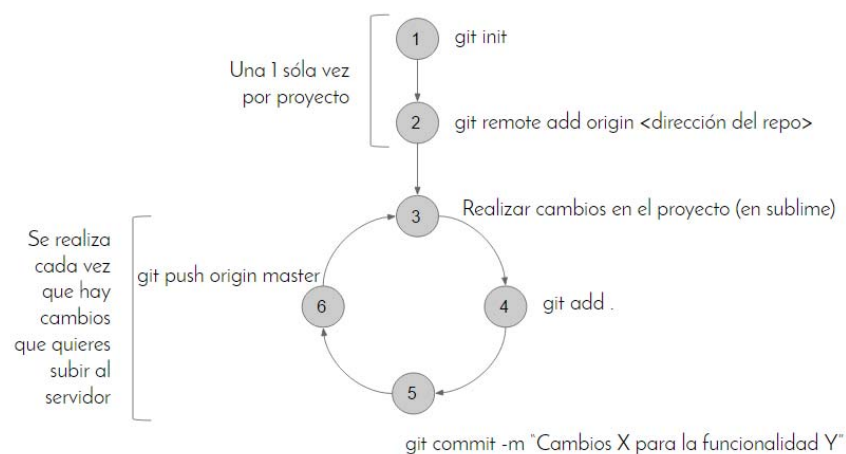 1
git init
Una 1 sóla vez
por proyecto
2
git remote add origin <dirección del repo>
3
Realizar cambios en el proyecto (en sublime)
Se realiza
cada vez
que hay
cambios
que quieres
subir al
servidor
git push origin master
6
4
git add .
5
git commit -m "Cambios X para la funcionalidad Y"